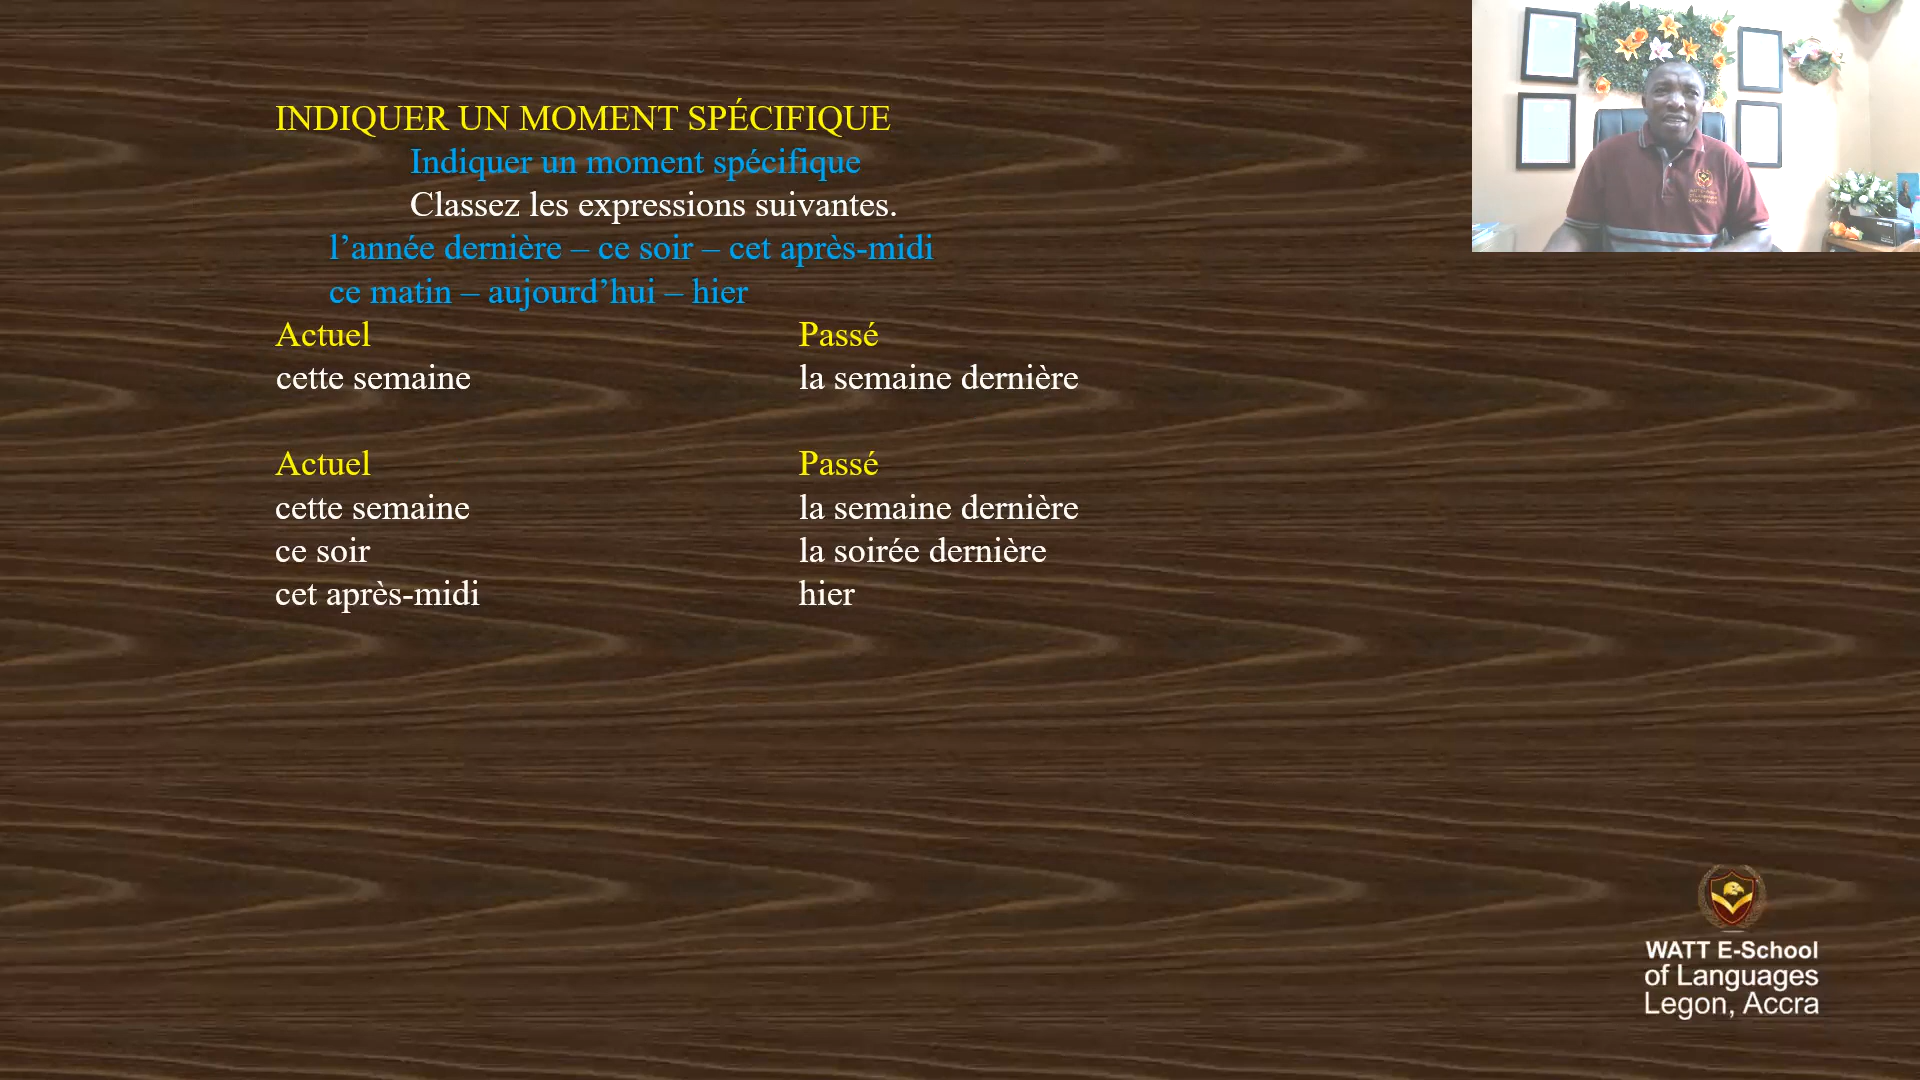 INDIQUER UN MOMENT SPÉCIFIQUE
Indiquer un moment spécifique
Classez les expressions suivantes.
l’année dernière – ce soir – cet après-midi
ce matin – aujourd’hui – hier
Actuel Passé
cette semaine la semaine dernière
Actuel Passé
cette semaine la semaine dernière
ce soir la soirée dernière
cet après-midi hier
WATT E-School
of Languages
Legon, Accra